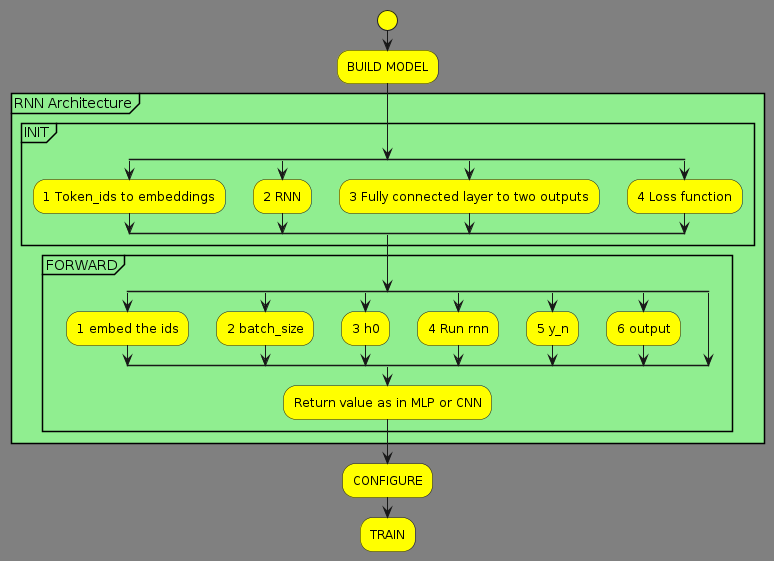 BUILD MODEL
RNN Architecture
INIT
1 Token_ids to embeddings
2 RNN
3 Fully connected layer to two outputs
4 Loss function
FORWARD
1 embed the ids
2 batch_size
3 h0
4 Run rnn
5 y_n
6 output
Return value as in MLP or CNN
CONFIGURE
TRAIN